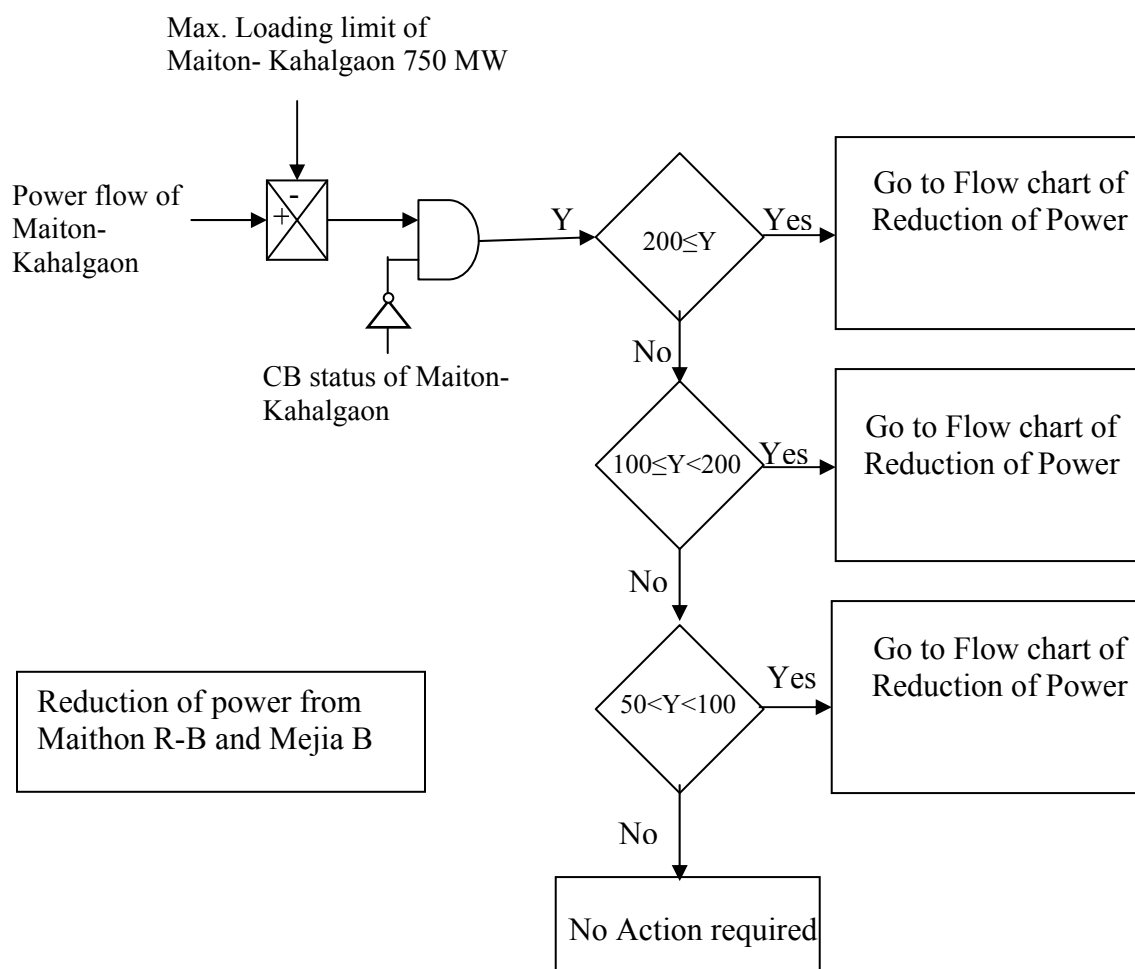 Max. Loading limit of
Maiton- Kahalgaon 750 MW
Power flow of
Maiton-
Kahalgaon
-
+
CB status of Maiton-
Kahalgaon
Y
200≤Y
Yes
Go to Flow chart of
Reduction of Power
No
100≤Y<200
Yes
Go to Flow chart of
Reduction of Power
No
50<Y<100
Yes
Go to Flow chart of
Reduction of Power
Reduction of power from
Maithon R-B and Mejia B
No
No Action required